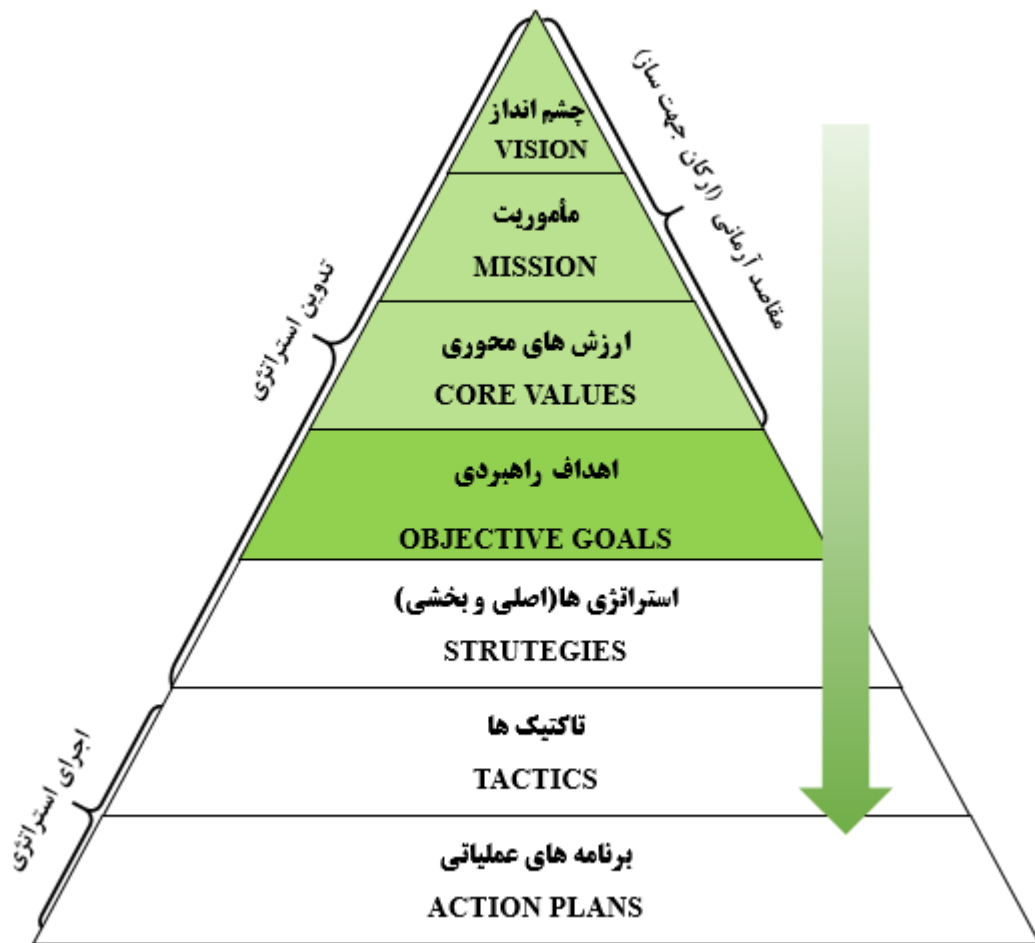 چشم انداز
VISION
مأموریت
MISSION
ارزش های محوری
CORE VALUES
اهداف راهبردی
OBJECTIVE GOALS
استراتژی ها(اصلی و بخشی)
STRUTEGIES
تاکتیک ها
TACTICS
برنامه های عملیاتی
ACTION PLANS
مقاصد آرمانی (ارکان جهت ساز)
تدوین استراتژی
اجرای استراتژی